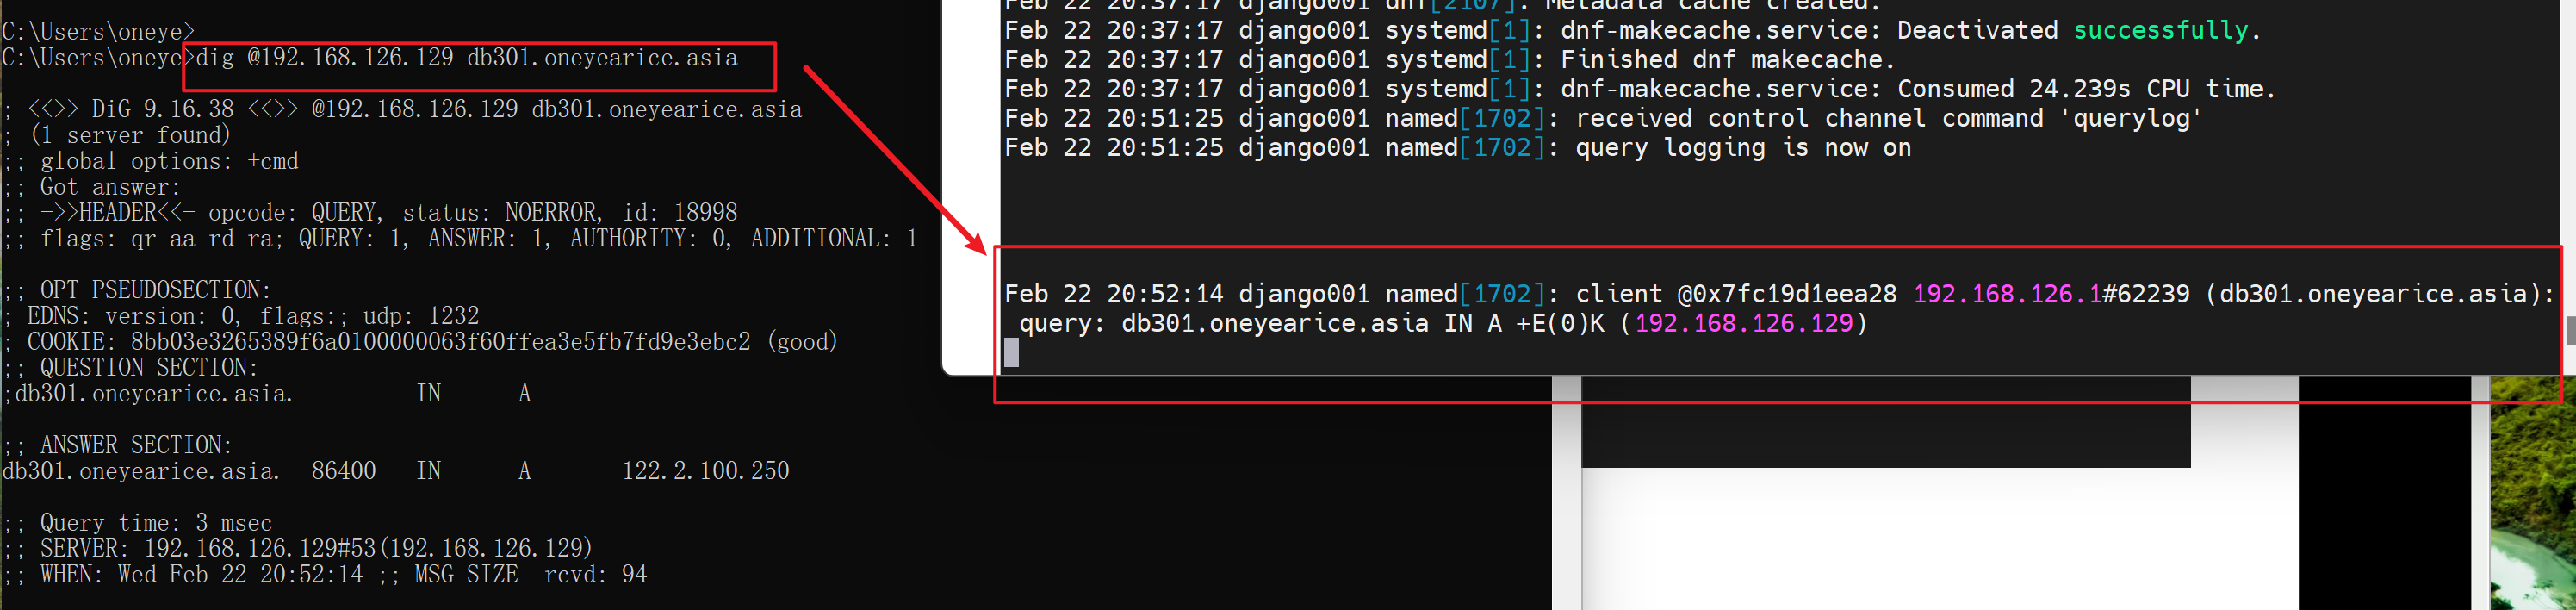 C:\Users\oneye>
C:\Users\oneye>dig @192.168.126.129 db301.oneyearice.asia
; <<>> DiG 9.16.38 <<>> @192.168.126.129 db301.oneyearice.asia
; (1 server found)
;; global options: +cmd
;; Got answer:
;; ->>HEADER<<- opcode: QUERY, status: NOERROR, id: 18998
;; flags: qr aa rd ra; QUERY: 1, ANSWER: 1, AUTHORITY: 0, ADDITIONAL: 1
;; OPT PSEUDOSECTION:
; EDNS: version: 0, flags:; udp: 1232
; COOKIE: 8bb03e3265389f6a0100000063f60ffea3e5fb7fd9e3ebc2 (good)
;; QUESTION SECTION:
;db301.oneyearice.asia. IN A
;; ANSWER SECTION:
db301.oneyearice.asia. 86400 IN A 122.2.100.250
;; Query time: 3 msec
;; SERVER: 192.168.126.129#53(192.168.126.129)
;; WHEN: Wed Feb 22 20:52:14 ;; MSG SIZE rcvd: 94
Feb 22 20:37:17 django001 dnf[2107]: Metadata cache created.
Feb 22 20:37:17 django001 systemd[1]: dnf-makecache.service: Deactivated successfully.
Feb 22 20:37:17 django001 systemd[1]: Finished dnf makecache.
Feb 22 20:37:17 django001 systemd[1]: dnf-makecache.service: Consumed 24.239s CPU time.
Feb 22 20:51:25 django001 named[1702]: received control channel command 'querylog'
Feb 22 20:51:25 django001 named[1702]: query logging is now on
Feb 22 20:52:14 django001 named[1702]: client @0x7fc19d1eea28 192.168.126.1#62239 (db301.oneyearice.asia):
query: db301.oneyearice.asia IN A +E(0)K (192.168.126.129)